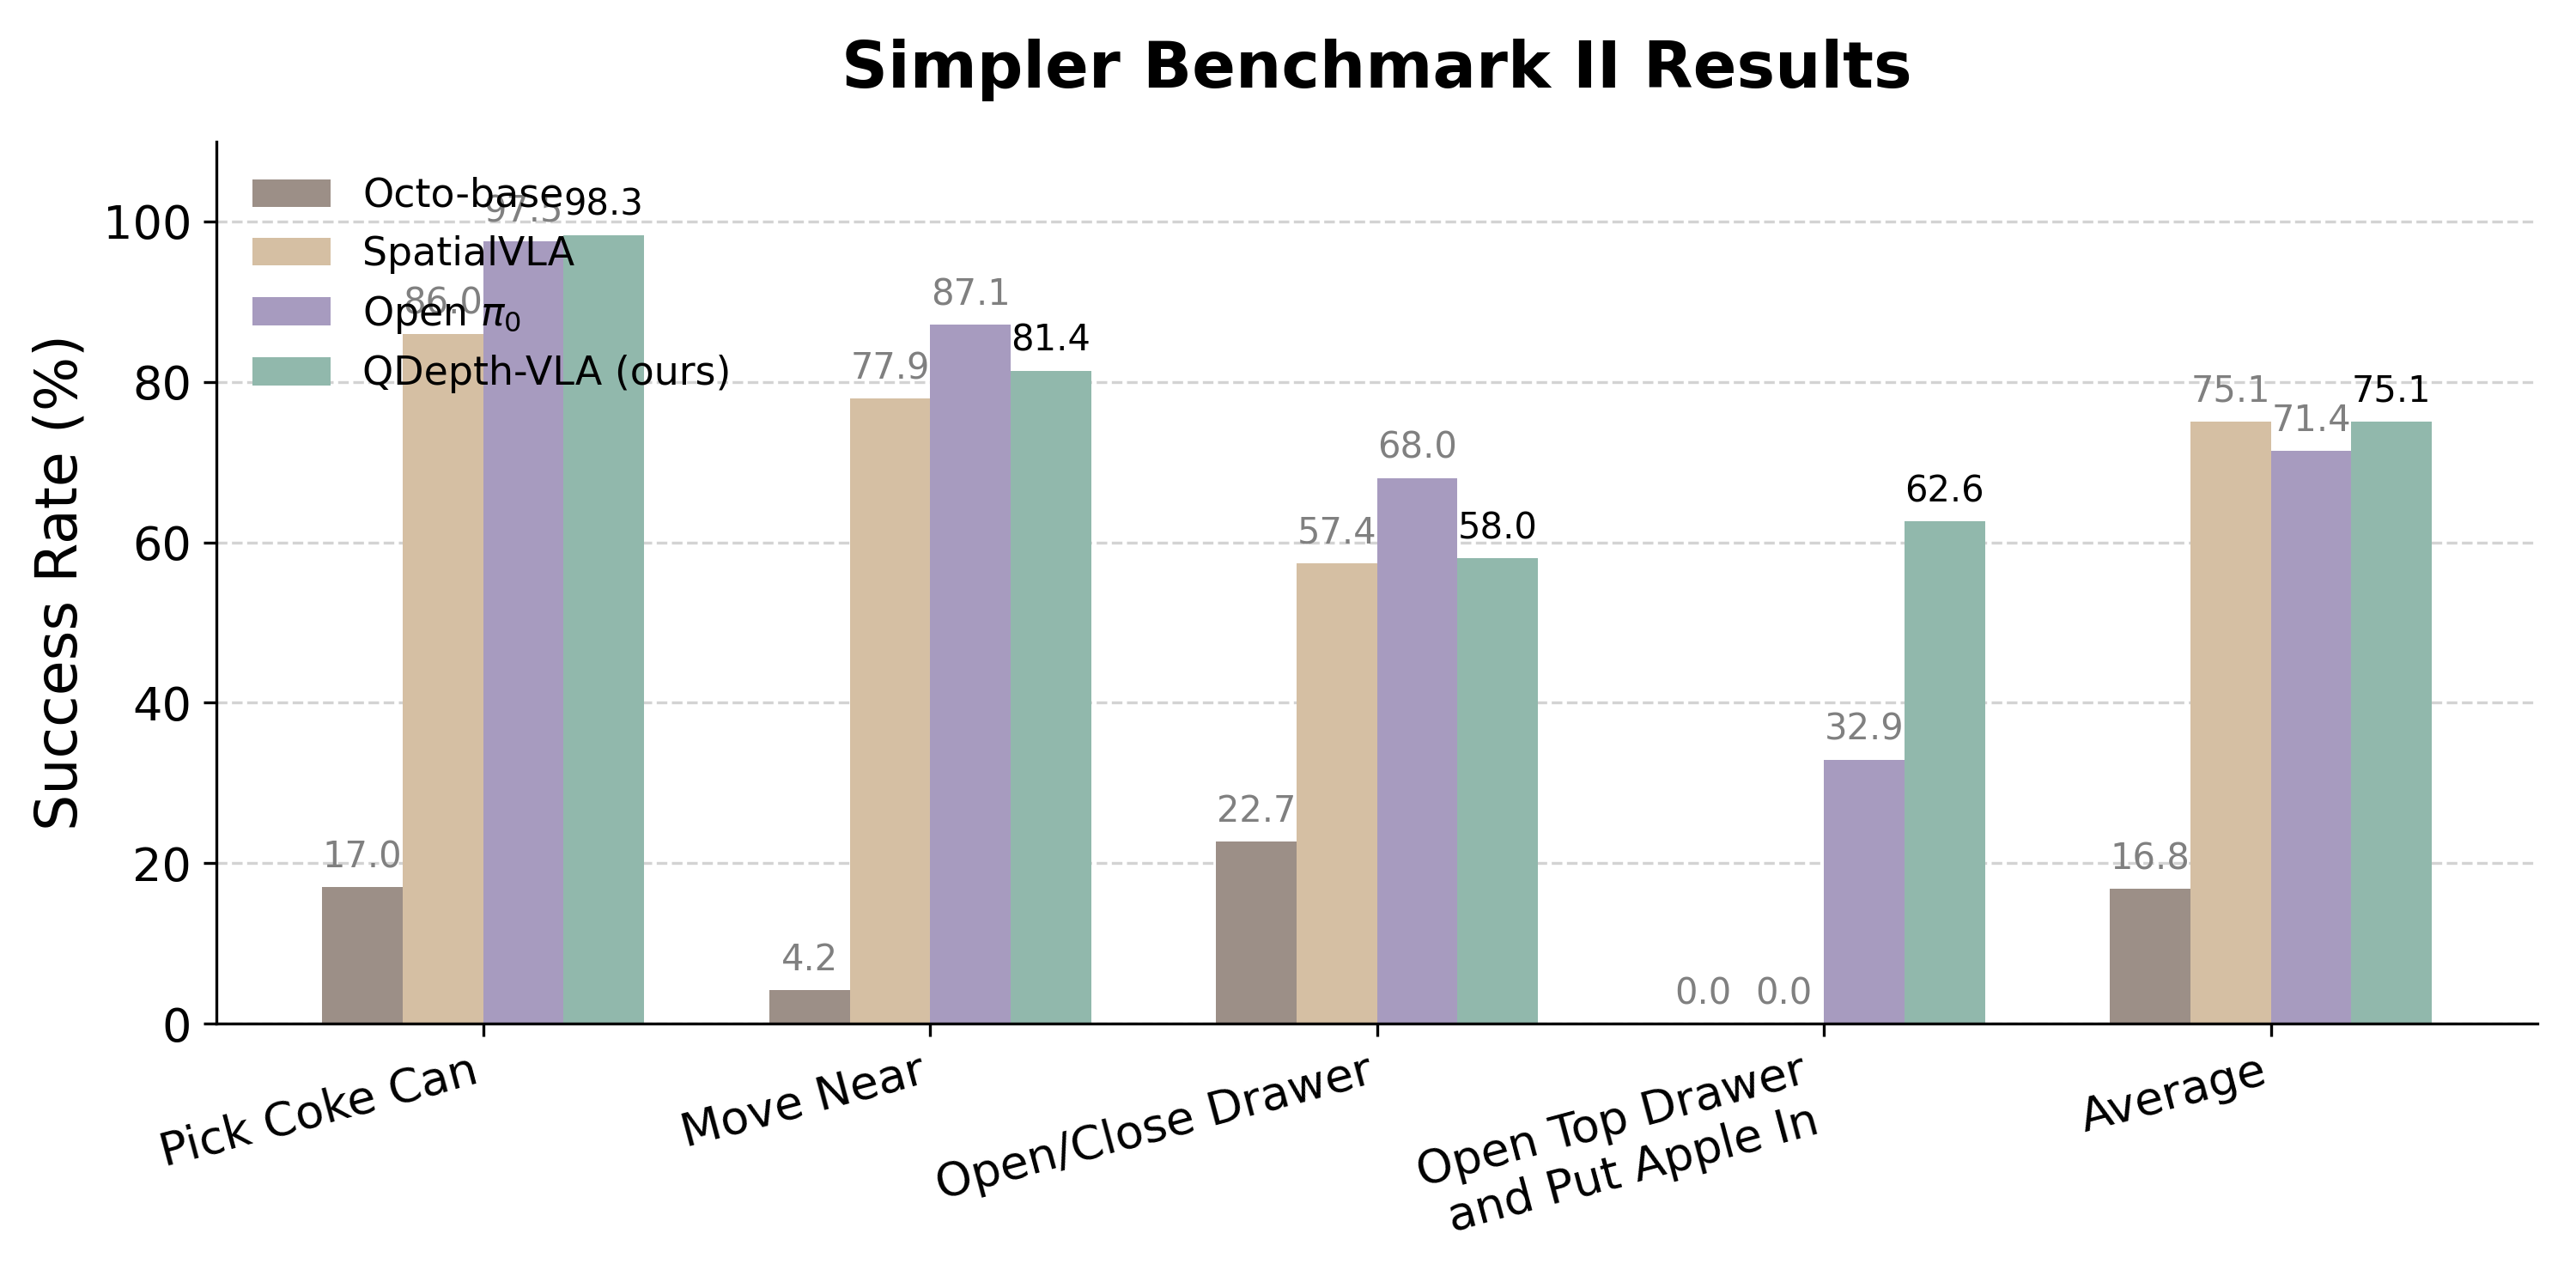 Simpler Benchmark II Results
Success Rate (%)
100
80
60
40
20
0
Octo-base
SpatialVLA
Open π₀
QDepth-VLA (ours)
17.0
86.0
97.5
98.3
4.2
77.9
87.1
81.4
22.7
57.4
68.0
58.0
0.0
0.0
32.9
62.6
16.8
75.1
71.4
75.1
Pick Coke Can
Move Near
Open/Close Drawer
Open Top Drawer
and Put Apple In
Average